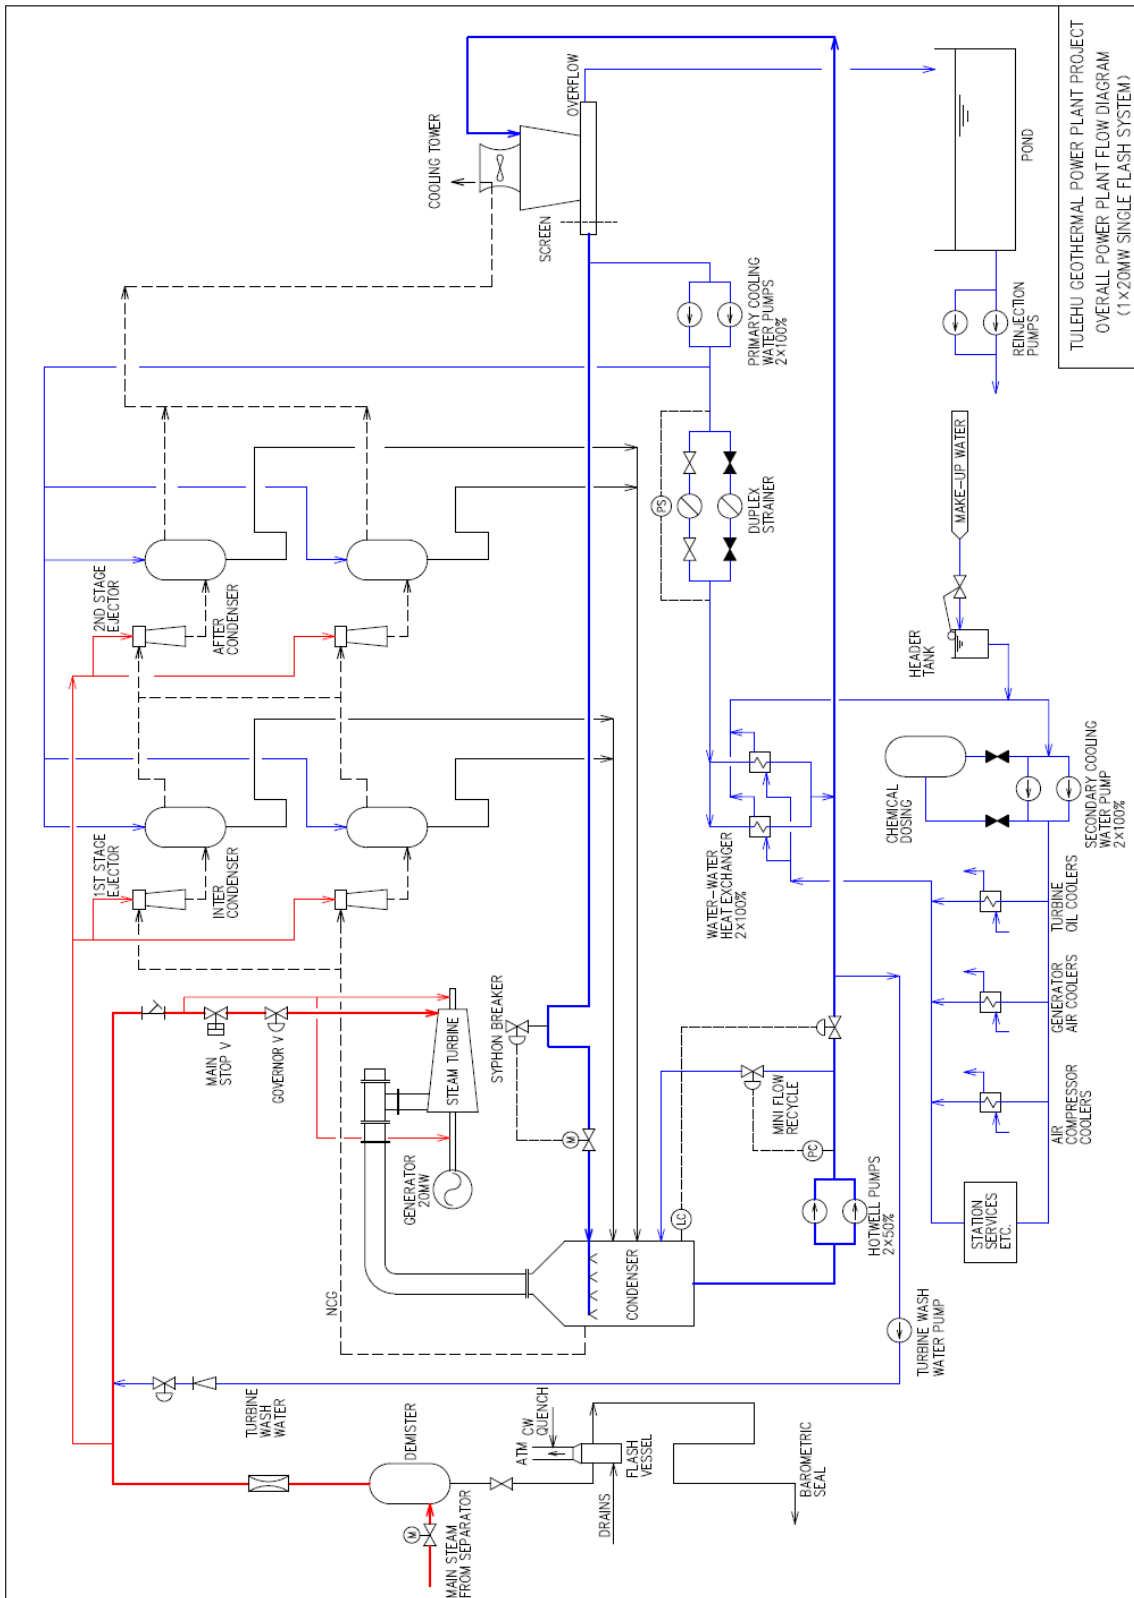 TULEHU GEOTHERMAL POWER PLANT PROJECT
OVERALL POWER PLANT FLOW DIAGRAM
(1×20MW SINGLE FLASH SYSTEM)
COOLING TOWER
SCREEN
OVERFLOW
POND
REINJECTION
PUMPS
PRIMARY COOLING
WATER PUMPS
2×100%
2ND STAGE
EJECTOR
AFTER
CONDENSER
PS
DUPLEX
STRAINER
MAKE-UP WATER
HEADER
TANK
1ST STAGE
EJECTOR
INTER
CONDENSER
WATER-WATER
HEAT EXCHANGER
2×100%
CHEMICAL
DOSING
SECONDARY COOLING
WATER PUMP
2×100%
TURBINE
OIL COOLERS
GENERATOR
AIR COOLERS
AIR
COMPRESSOR
COOLERS
STATION
SERVICES
ETC.
MAIN
STOP V
GOVERNOR V
STEAM TURBINE
GENERATOR
20MW
SYPHON BREAKER
M
MINI FLOW
RECYCLE
PC
LC
HOTWELL PUMPS
2×50%
CONDENSER
NCG
TURBINE WASH
WATER PUMP
TURBINE
WASH
WATER
DEMISTER
M
MAIN STEAM
FROM SEPARATOR
ATM
CW
QUENCH
FLASH
VESSEL
DRAINS
BAROMETRIC
SEAL